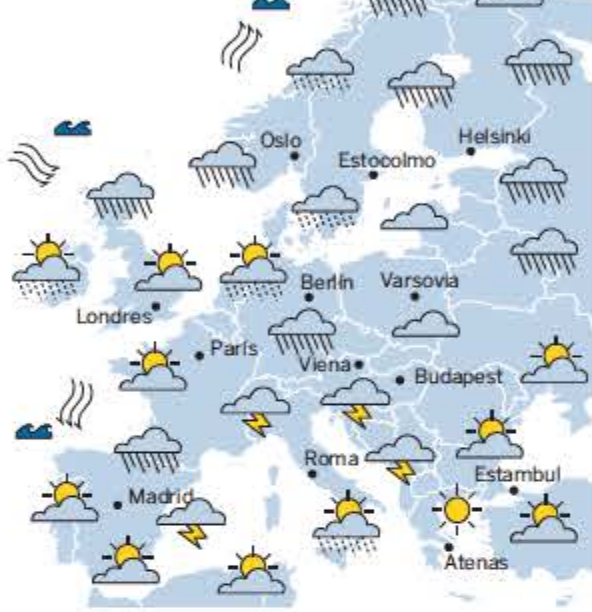 Oslo
Helsinki
Estocolmo
Berlín
Varsovia
Londres
París
Viena
Budapest
Roma
Estambul
Madrid
Atenas